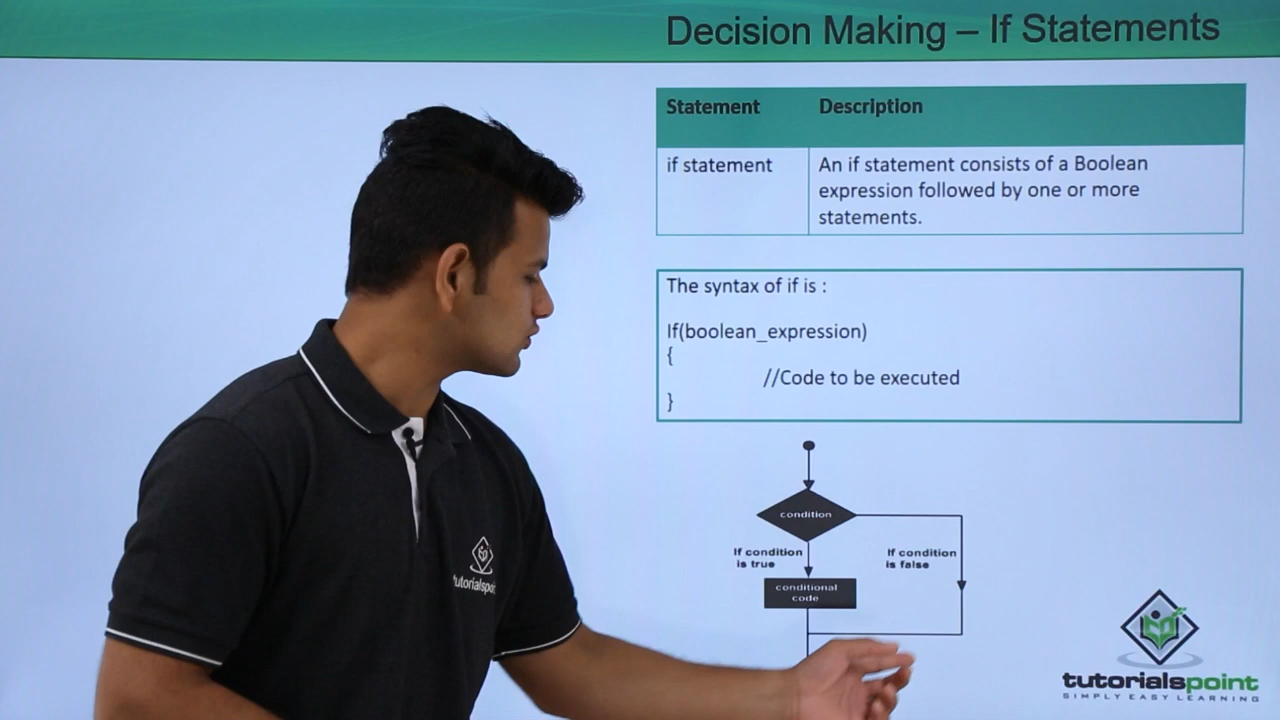 Decision Making – If Statements
Statement Description
if statement An if statement consists of a Boolean
expression followed by one or more
statements.
The syntax of if is :
If(boolean_expression)
{
//Code to be executed
}
condition
If condition
is true
If condition
is false
conditional
code
tutorialspoint
SIMPLY EASY LEARNING
tutorialspoi